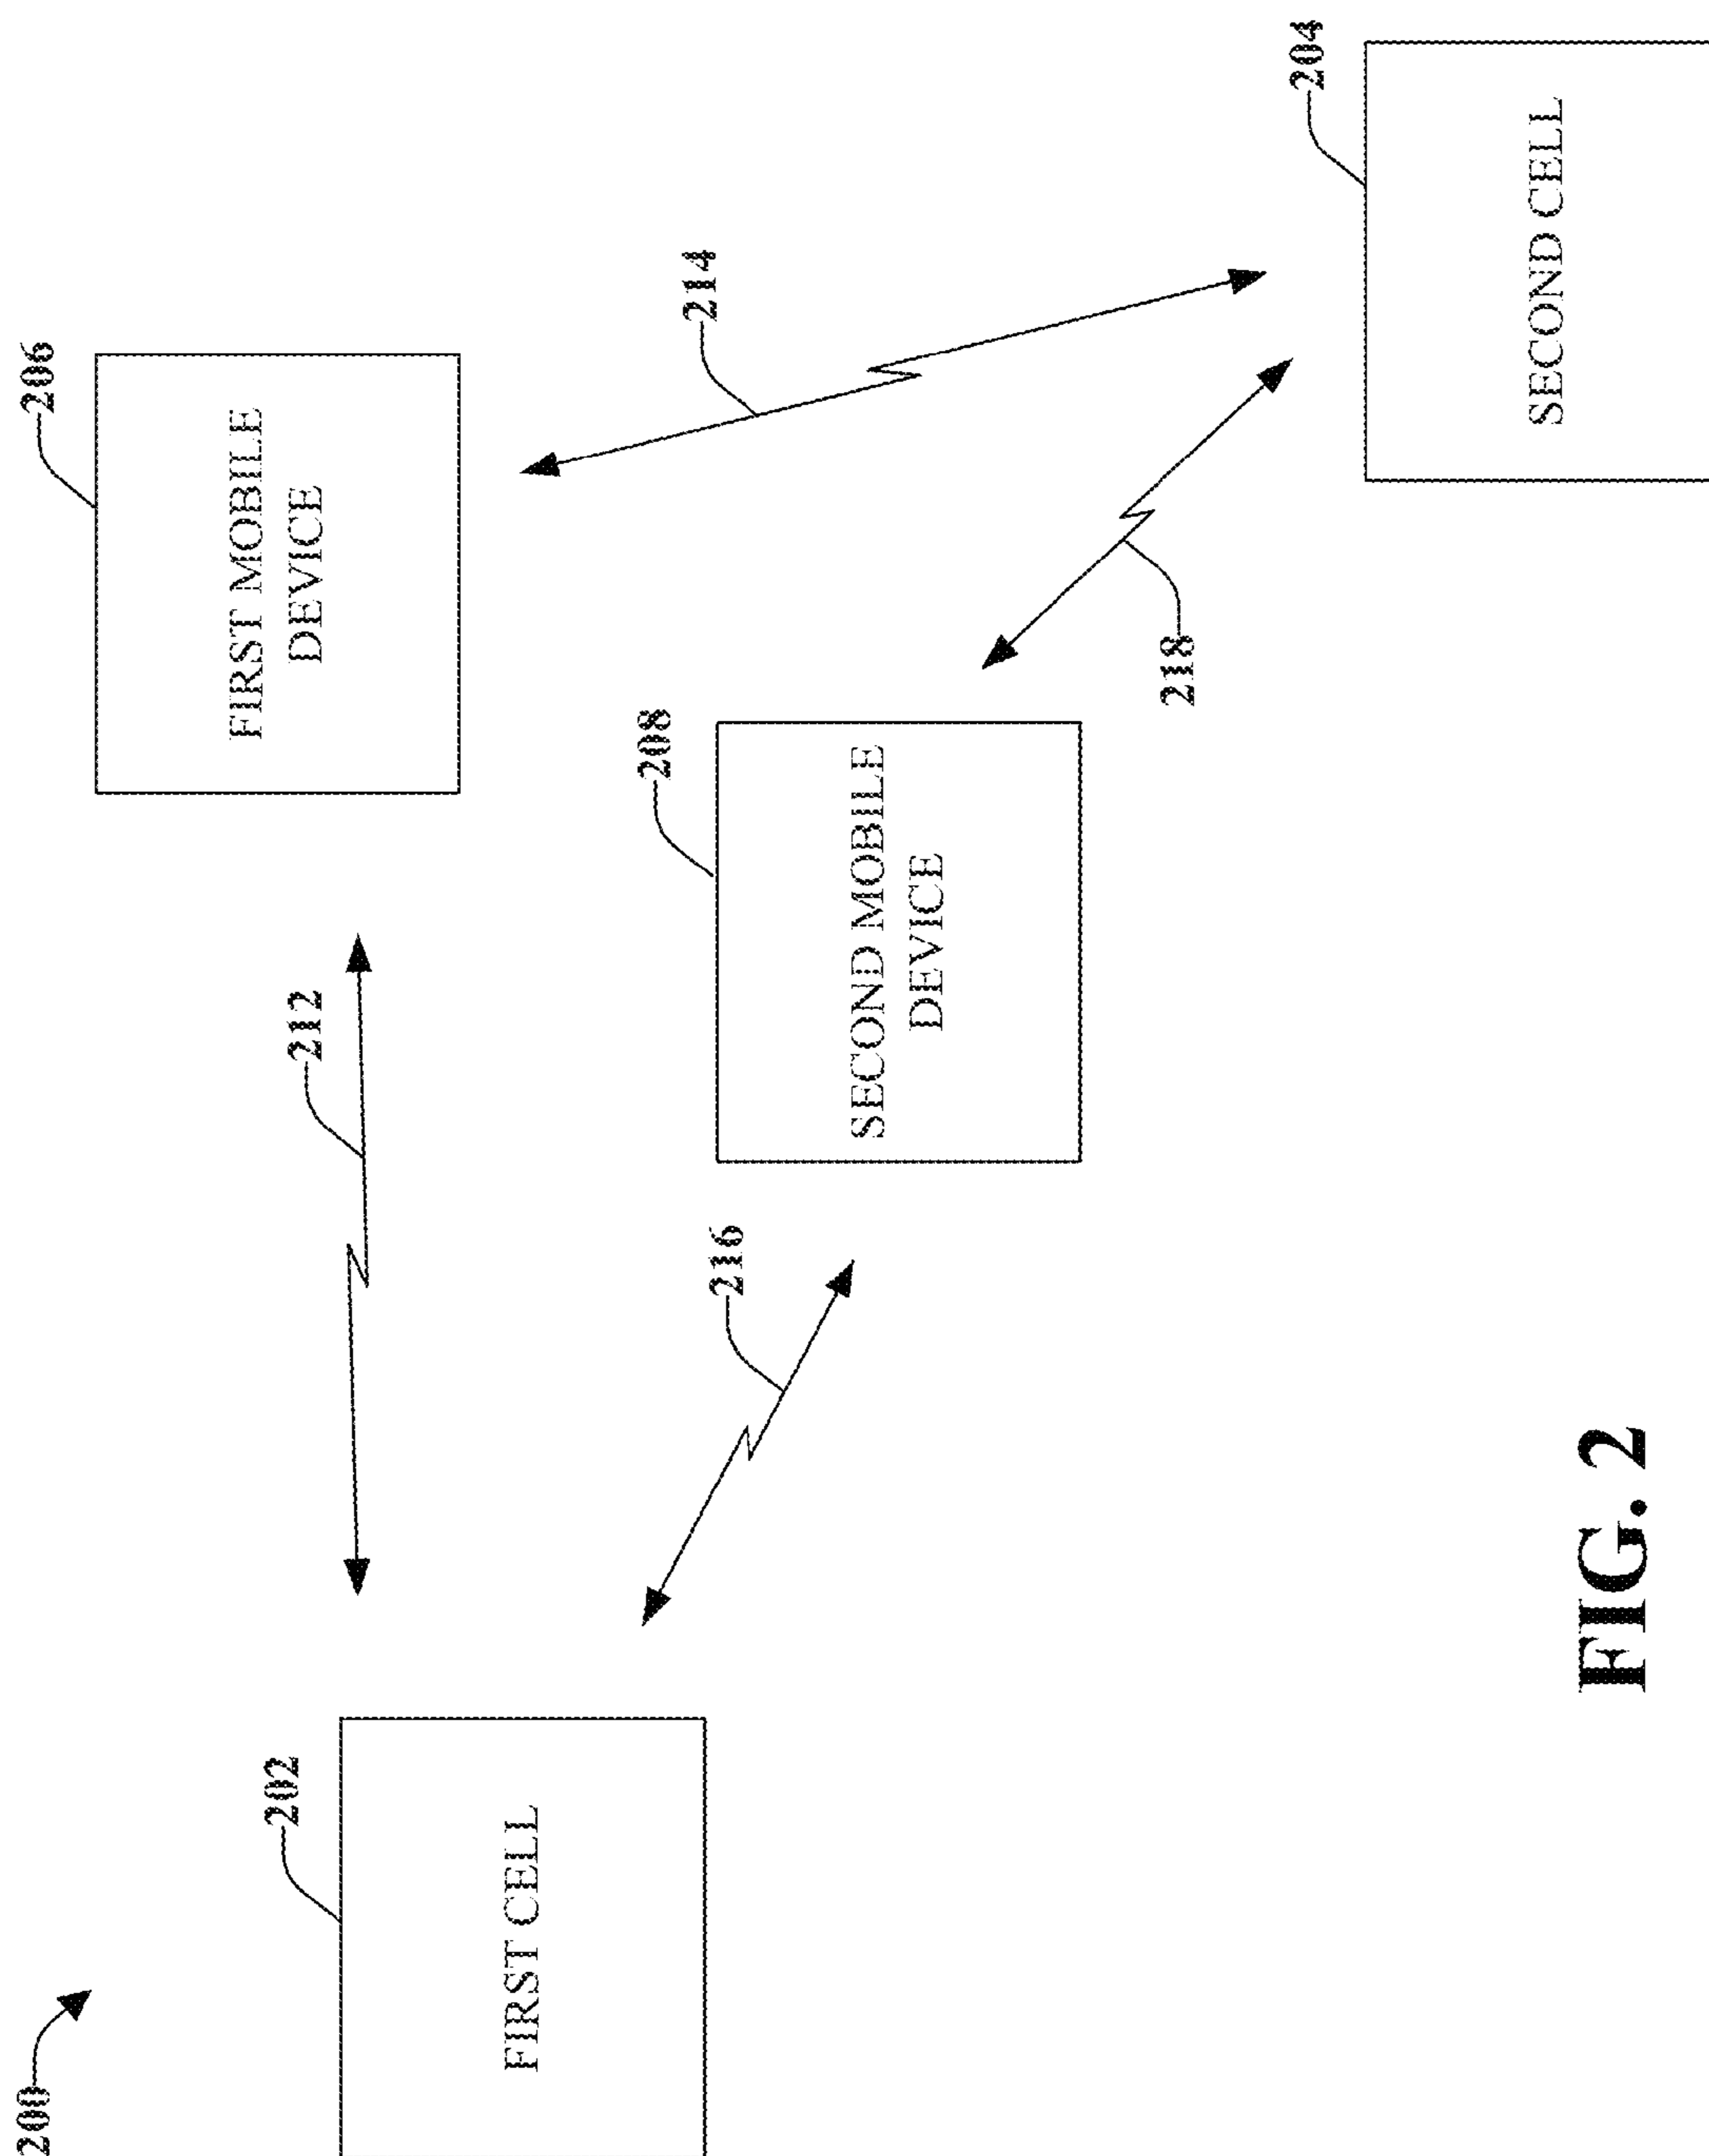 200
202
FIRST CELL
212
216
206
FIRST MOBILE
DEVICE
208
SECOND MOBILE
DEVICE
214
218
204
SECOND CELL
FIG. 2